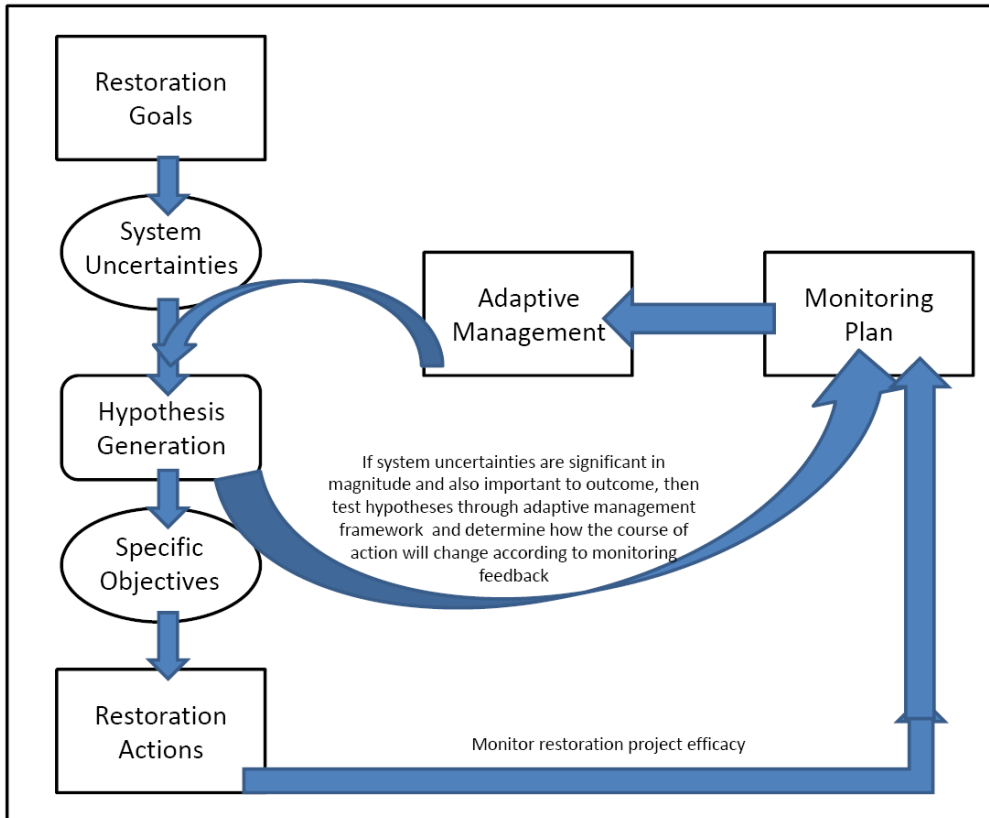 Restoration
Goals
System
Uncertainties
Adaptive
Management
Monitoring
Plan
Hypothesis
Generation
If system uncertainties are significant in
magnitude and also important to outcome, then
test hypotheses through adaptive management
framework and determine how the course of
action will change according to monitoring
feedback
Specific
Objectives
Restoration
Actions
Monitor restoration project efficacy